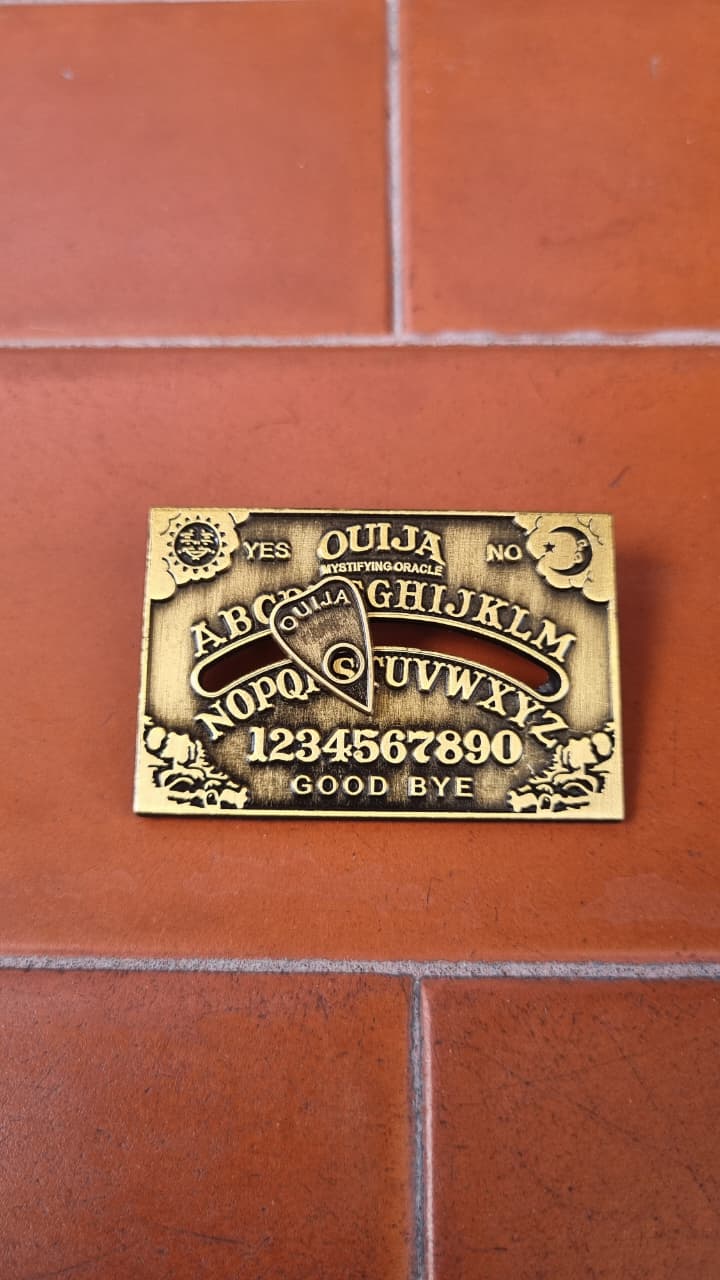 YES OUIJA NO
MYSTIFYING ORACLE
ABC GHIJKLM
OUIJA
NOPQ S TUVWXYZ
1234567890
GOOD BYE